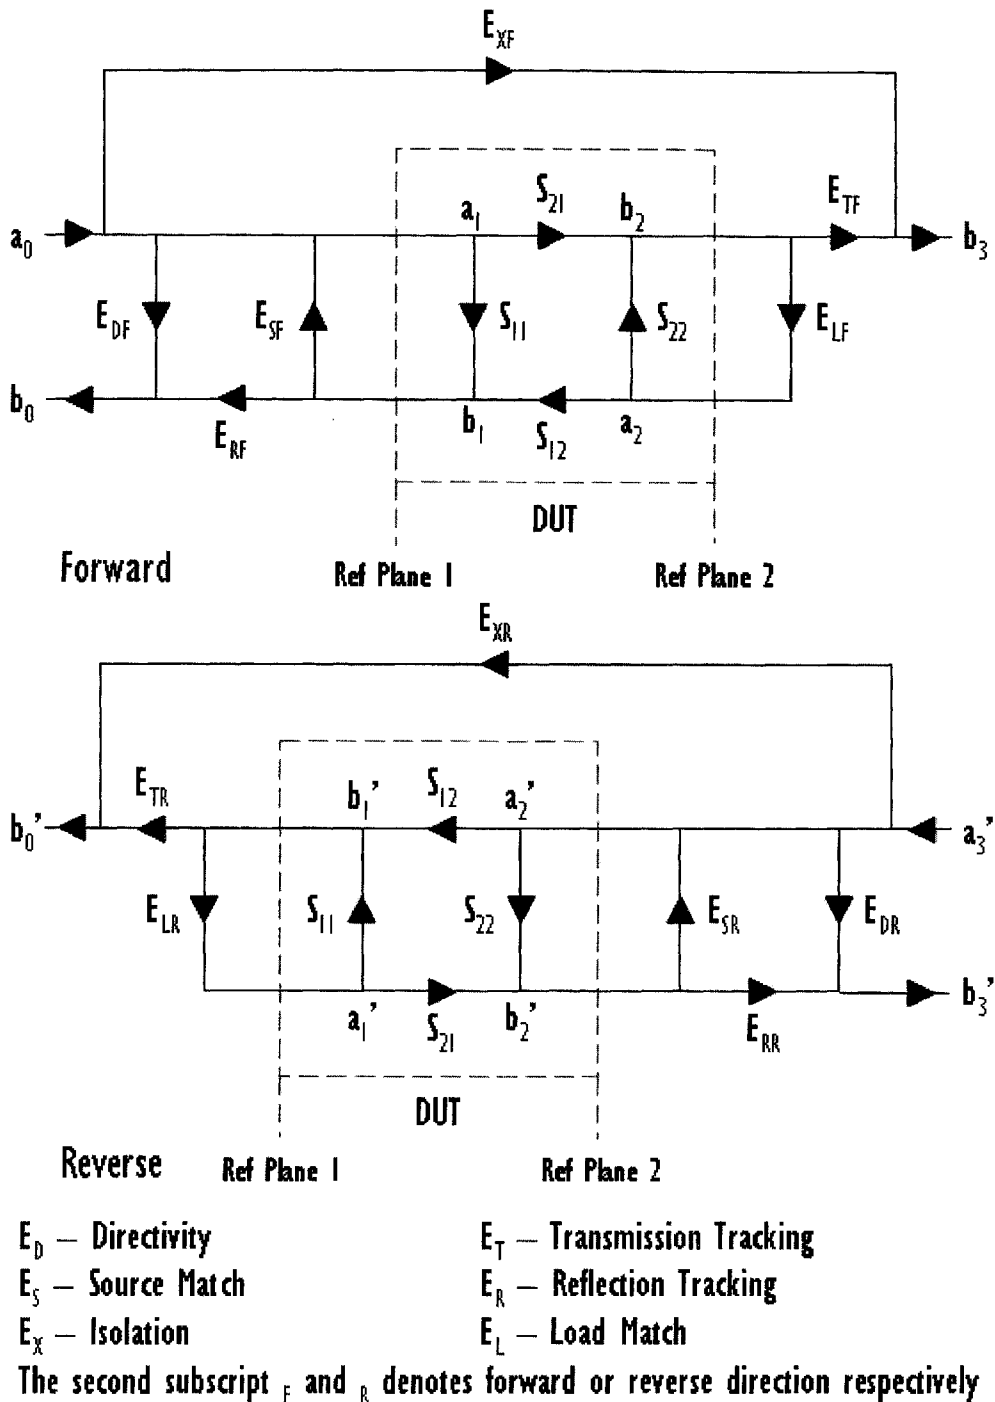 E_XF
S_21
E_TF
a_1
b_2
a_0
b_3
E_DF
E_SF
S_11
S_22
E_LF
b_0
E_RF
b_1
S_12
a_2
DUT
Forward
Ref Plane 1
Ref Plane 2
E_XR
E_TR
b_1'
S_12
a_2'
b_0'
a_3'
E_LR
S_11
S_22
E_SR
E_DR
b_3'
a_1'
S_21
b_2'
E_RR
DUT
Reverse
Ref Plane 1
Ref Plane 2
E_D – Directivity
E_T – Transmission Tracking
E_S – Source Match
E_R – Reflection Tracking
E_X – Isolation
E_L – Load Match
The second subscript _F and _R denotes forward or reverse direction respectively